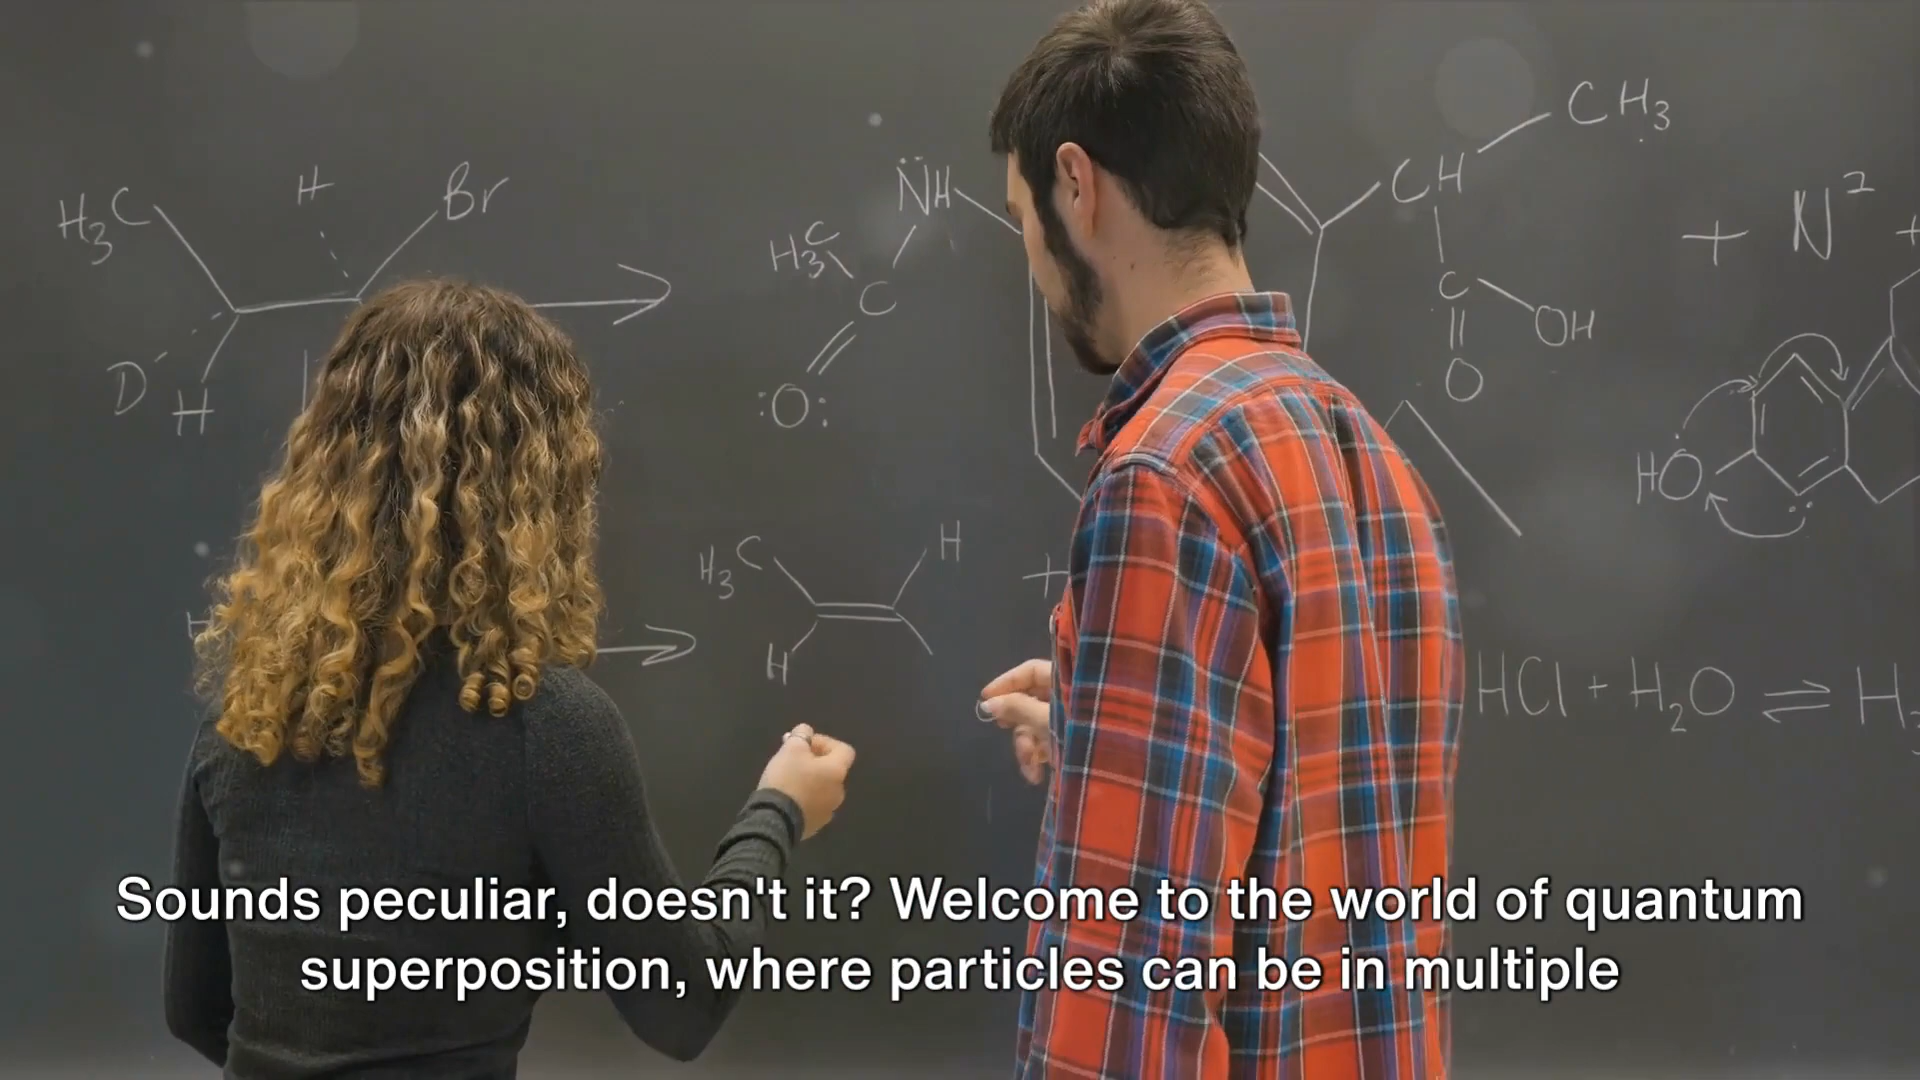 H3C
H
Br
D
H
NH
H3C
C
:O:
CH
CH3
C
OH
O
+ N2 +
HO
H3C
H
H
+
HCl + H2O ⇌ H3
Sounds peculiar, doesn't it? Welcome to the world of quantum
superposition, where particles can be in multiple